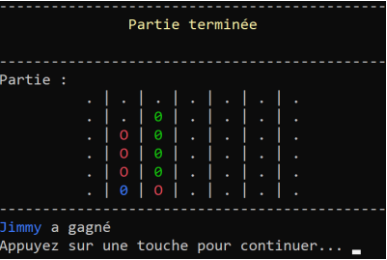 --------------------------------------------
Partie terminée
--------------------------------------------
Partie :
. | . | . | . | . | . | .
. | . | 0 | . | . | . | .
. | O | 0 | . | . | . | .
. | O | 0 | . | . | . | .
. | O | 0 | . | . | . | .
. | 0 | O | . | . | . | .
--------------------------------------------
Jimmy a gagné
Appuyez sur une touche pour continuer...